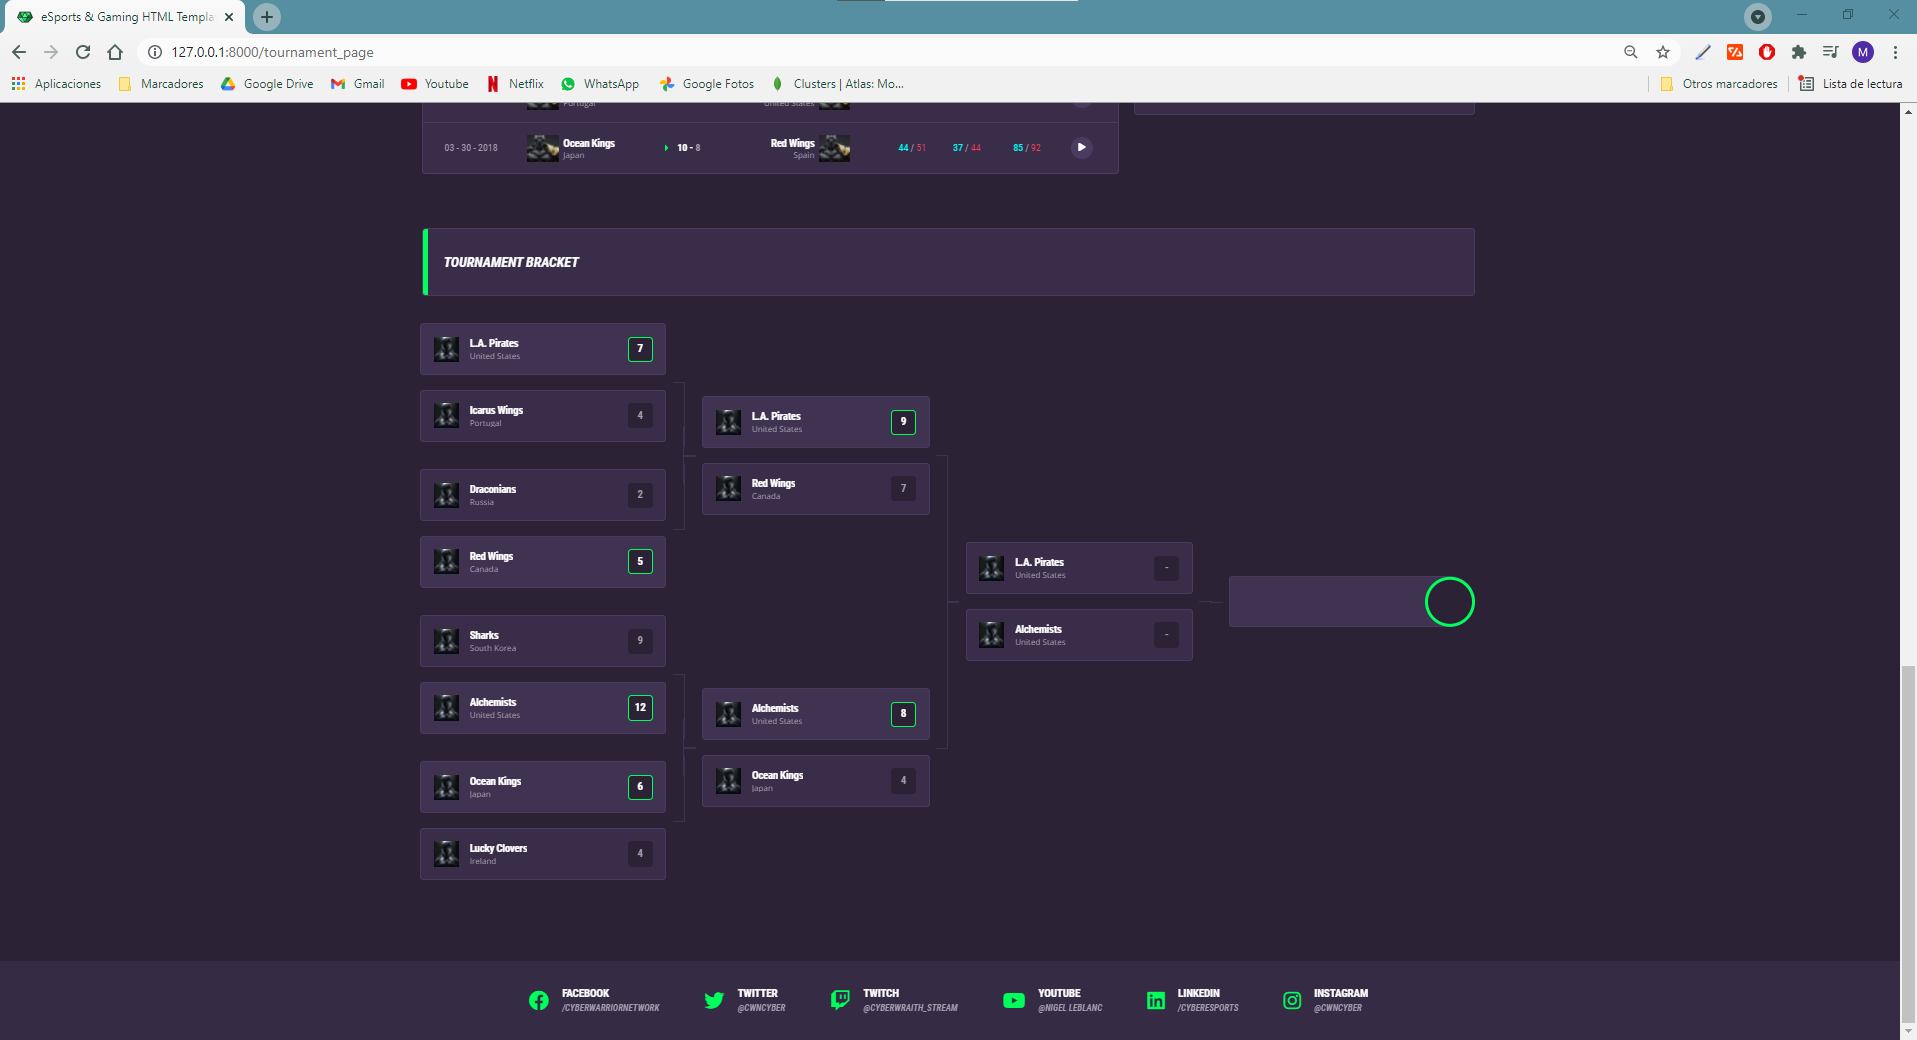 eSports & Gaming HTML Templa
127.0.0.1:8000/tournament_page
M
Aplicaciones
Marcadores
Google Drive
Gmail
Youtube
Netflix
WhatsApp
Google Fotos
Clusters | Atlas: Mo...
Otros marcadores
Lista de lectura
Portugal
United States
03 - 30 - 2018
Ocean Kings
Japan
10 - 8
Red Wings
Spain
44 / 51
37 / 44
85 / 92
TOURNAMENT BRACKET
L.A. Pirates
United States
7
Icarus Wings
Portugal
4
Draconians
Russia
2
Red Wings
Canada
5
Sharks
South Korea
9
Alchemists
United States
12
Ocean Kings
Japan
6
Lucky Clovers
Ireland
4
L.A. Pirates
United States
9
Red Wings
Canada
7
Alchemists
United States
8
Ocean Kings
Japan
4
L.A. Pirates
United States
-
Alchemists
United States
-
FACEBOOK
/CYBERWARRIORNETWORK
TWITTER
@CWNCYBER
TWITCH
@CYBERWRAITH_STREAM
YOUTUBE
@NIGEL LEBLANC
LINKEDIN
/CYBERESPORTS
INSTAGRAM
@CWNCYBER